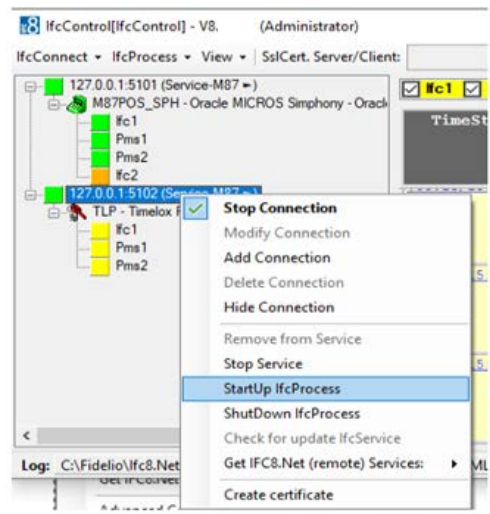 IfcControl[IfcControl] - V8. (Administrator)
IfcConnect IfcProcess View SslCert. Server/Client:
127.0.0.1:5101 (Service-M87
M87POS_SPH - Oracle MICROS Simphony - Oracl
Ifc1
Pms1
Pms2
Ifc2
127.0.0.1:5102 (Service-M87
TLP - Timelox
Ifc1
Pms1
Pms2
Ifc1
TimeSt
Stop Connection
Modify Connection
Add Connection
Delete Connection
Hide Connection
Remove from Service
Stop Service
StartUp IfcProcess
ShutDown IfcProcess
Check for update IfcService
Get IFC8.Net (remote) Services:
Create certificate
Log: C:\Fidelio\Ifc8.Net